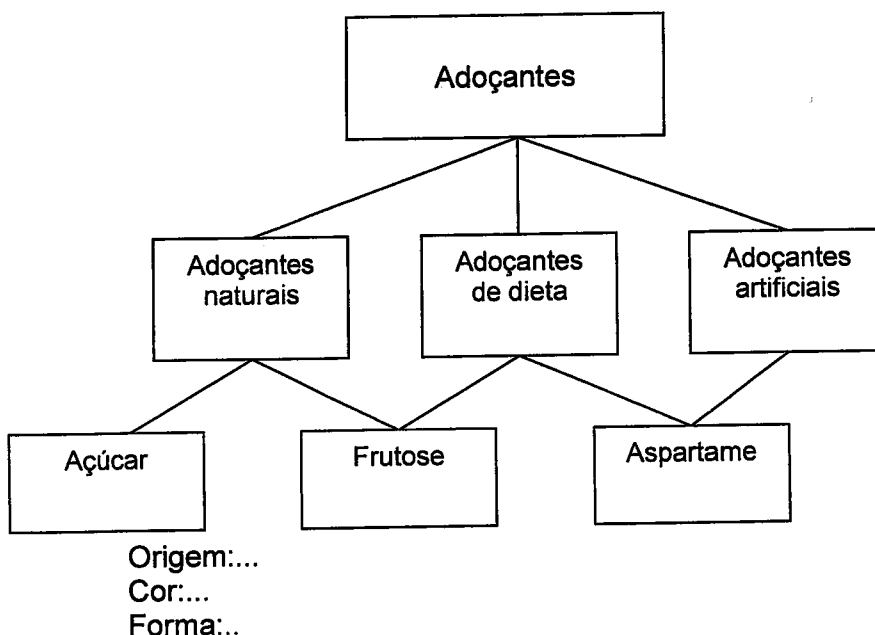 Adoçantes
Adoçantes
naturais
Adoçantes
de dieta
Adoçantes
artificiais
Açúcar
Frutose
Aspartame
Origem:...
Cor:...
Forma:..